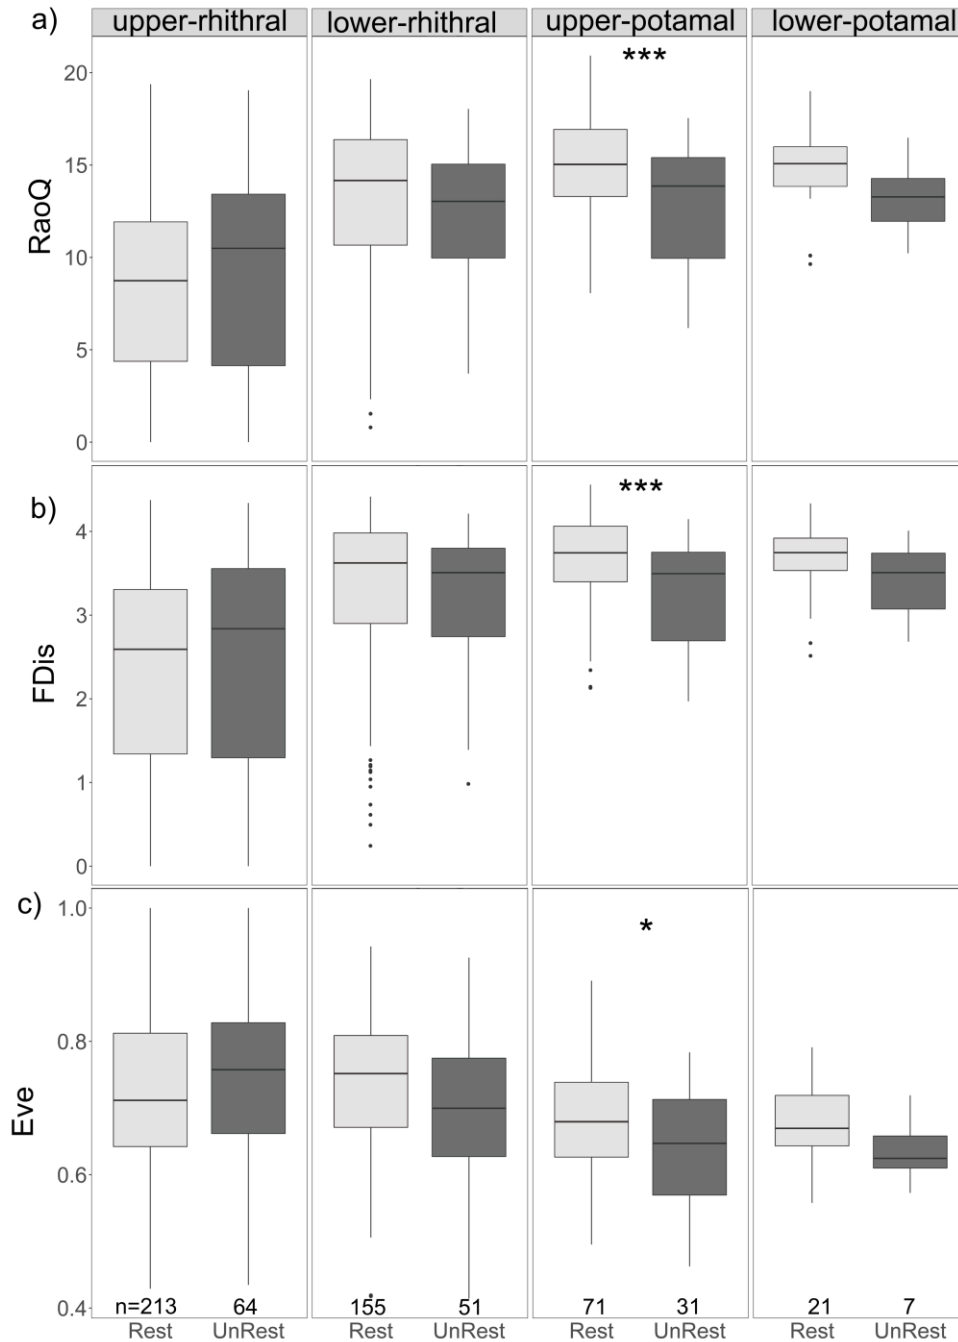 a)
upper-rhithral lower-rhithral upper-potamal lower-potamal
***
20
15
10
5
0
RaoQ
b)
***
4
3
2
1
0
FDis
c)
*
1.0
0.8
0.6
0.4
Eve
n=213 64 155 51 71 31 21 7
Rest UnRest Rest UnRest Rest UnRest Rest UnRest